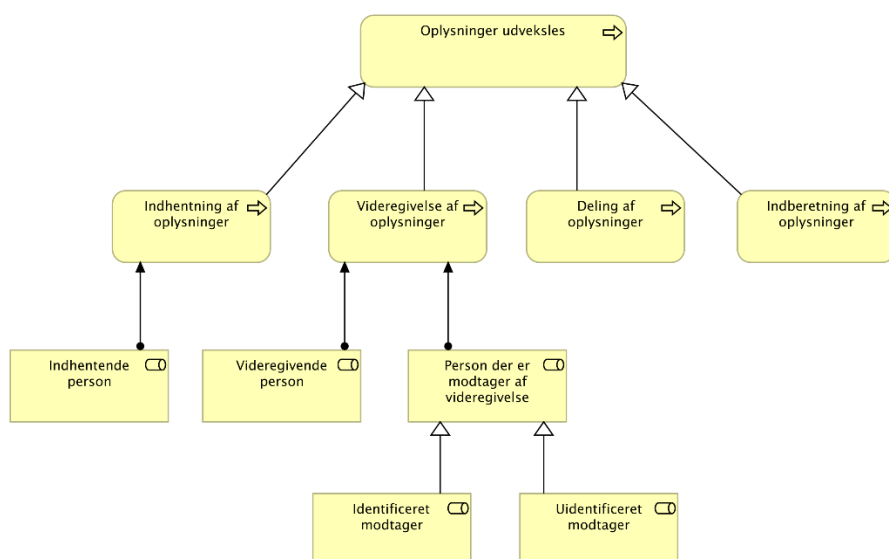 Oplysninger udveksles
Indhentning af
oplysninger
Videregivelse af
oplysninger
Deling af
oplysninger
Indberetning af
oplysninger
Indhentende
person
Videregivende
person
Person der er
modtager af
videregivelse
Identificeret
modtager
Uidentificeret
modtager